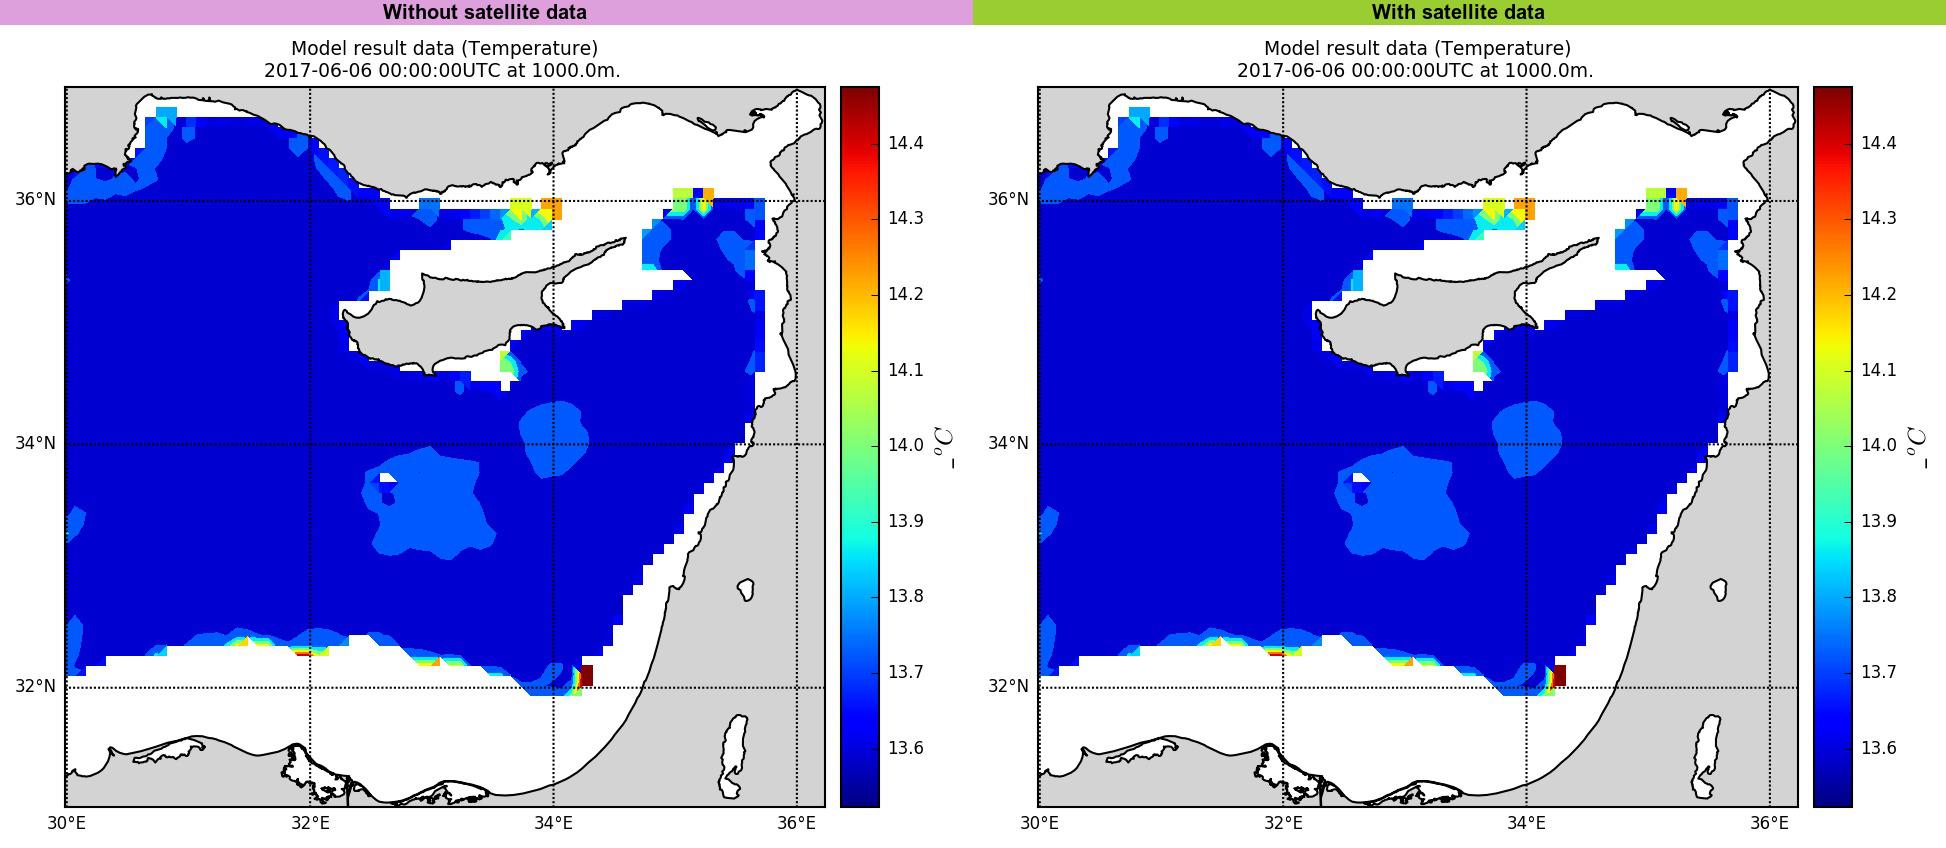 Without satellite data
Model result data (Temperature)
2017-06-06 00:00:00UTC at 1000.0m.
36°N
34°N
32°N
30°E 32°E 34°E 36°E
14.4
14.3
14.2
14.1
14.0
13.9
13.8
13.7
13.6
_°C
With satellite data
Model result data (Temperature)
2017-06-06 00:00:00UTC at 1000.0m.
36°N
34°N
32°N
30°E 32°E 34°E 36°E
14.4
14.3
14.2
14.1
14.0
13.9
13.8
13.7
13.6
_°C